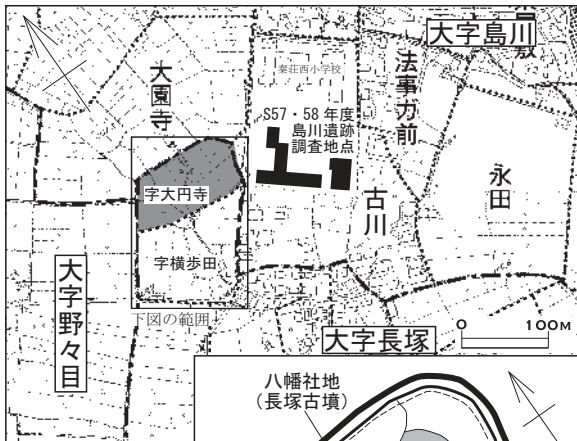 大字島川
大園寺
秦荘西小学校
法事力前
S57・58年度
島川遺跡
調査地点
永田
字大円寺
古川
字横歩田
大字野々目
下図の範囲
大字長塚
0 100M
八幡社地
(長塚古墳)